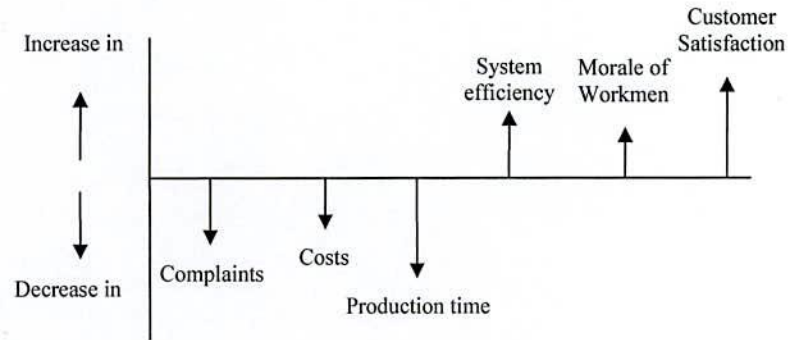 Customer
Satisfaction
Increase in
System
efficiency
Morale of
Workmen
Complaints
Costs
Decrease in
Production time